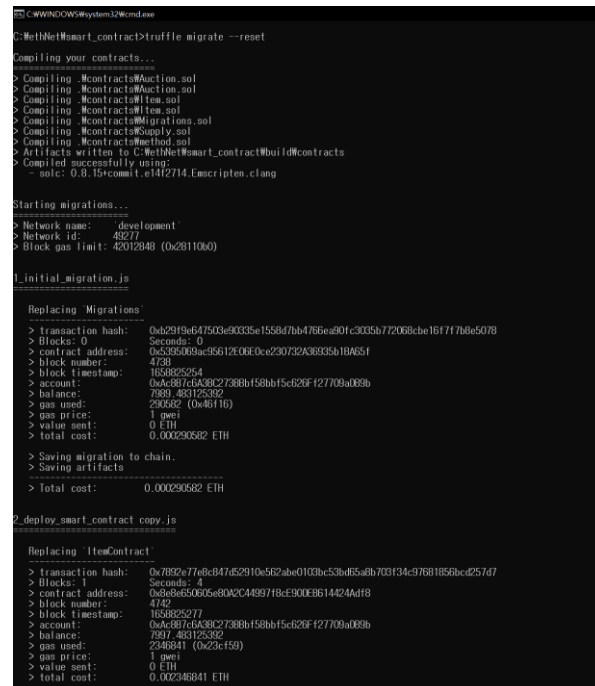 C:\WINDOWS\system32\cmd.exe
C:₩ethNet₩smart_contract>truffle migrate --reset
Compiling your contracts...
===========================
> Compiling .₩contracts₩Auction.sol
> Compiling .₩contracts₩Auction.sol
> Compiling .₩contracts₩Item.sol
> Compiling .₩contracts₩Item.sol
> Compiling .₩contracts₩Migrations.sol
> Compiling .₩contracts₩Supply.sol
> Compiling .₩contracts₩method.sol
> Artifacts written to C:₩ethNet₩smart_contract₩build₩contracts
> Compiled successfully using:
- solc: 0.8.15+commit.e14f2714.Emscripten.clang
Starting migrations...
======================
> Network name: 'development'
> Network id: 49277
> Block gas limit: 42012848 (0x28110b0)
1_initial_migration.js
======================
Replacing 'Migrations'
----------------------
> transaction hash: 0xb29f9e647503e90335e1558d7bb4766ea90fc3035b772068cbe16f7f7b8e5078
> Blocks: 0 Seconds: 0
> contract address: 0x5395069ac95612E06E0ce230732A36935b18A65f
> block number: 4738
> block timestamp: 1658825254
> account: 0xAc887c6A38C27388bf58bbf5c626Ff27709aD89b
> balance: 7989.483125392
> gas used: 290582 (0x46f16)
> gas price: 1 gwei
> value sent: 0 ETH
> total cost: 0.000290582 ETH
> Saving migration to chain.
> Saving artifacts
-------------------------------------
> Total cost: 0.000290582 ETH
2_deploy_smart_contract copy.js
===============================
Replacing 'ItemContract'
------------------------
> transaction hash: 0x7892e77e8c847d52910e562abe0103bc53bd65a8b703f34c97681856bcd257d7
> Blocks: 1 Seconds: 4
> contract address: 0x8e8e650605e80A2C44997f8cE900E8614424Adf8
> block number: 4742
> block timestamp: 1658825277
> account: 0xAc887c6A38C27388bf58bbf5c626Ff27709aD89b
> balance: 7997.483125392
> gas used: 2346841 (0x23cf59)
> gas price: 1 gwei
> value sent: 0 ETH
> total cost: 0.002346841 ETH